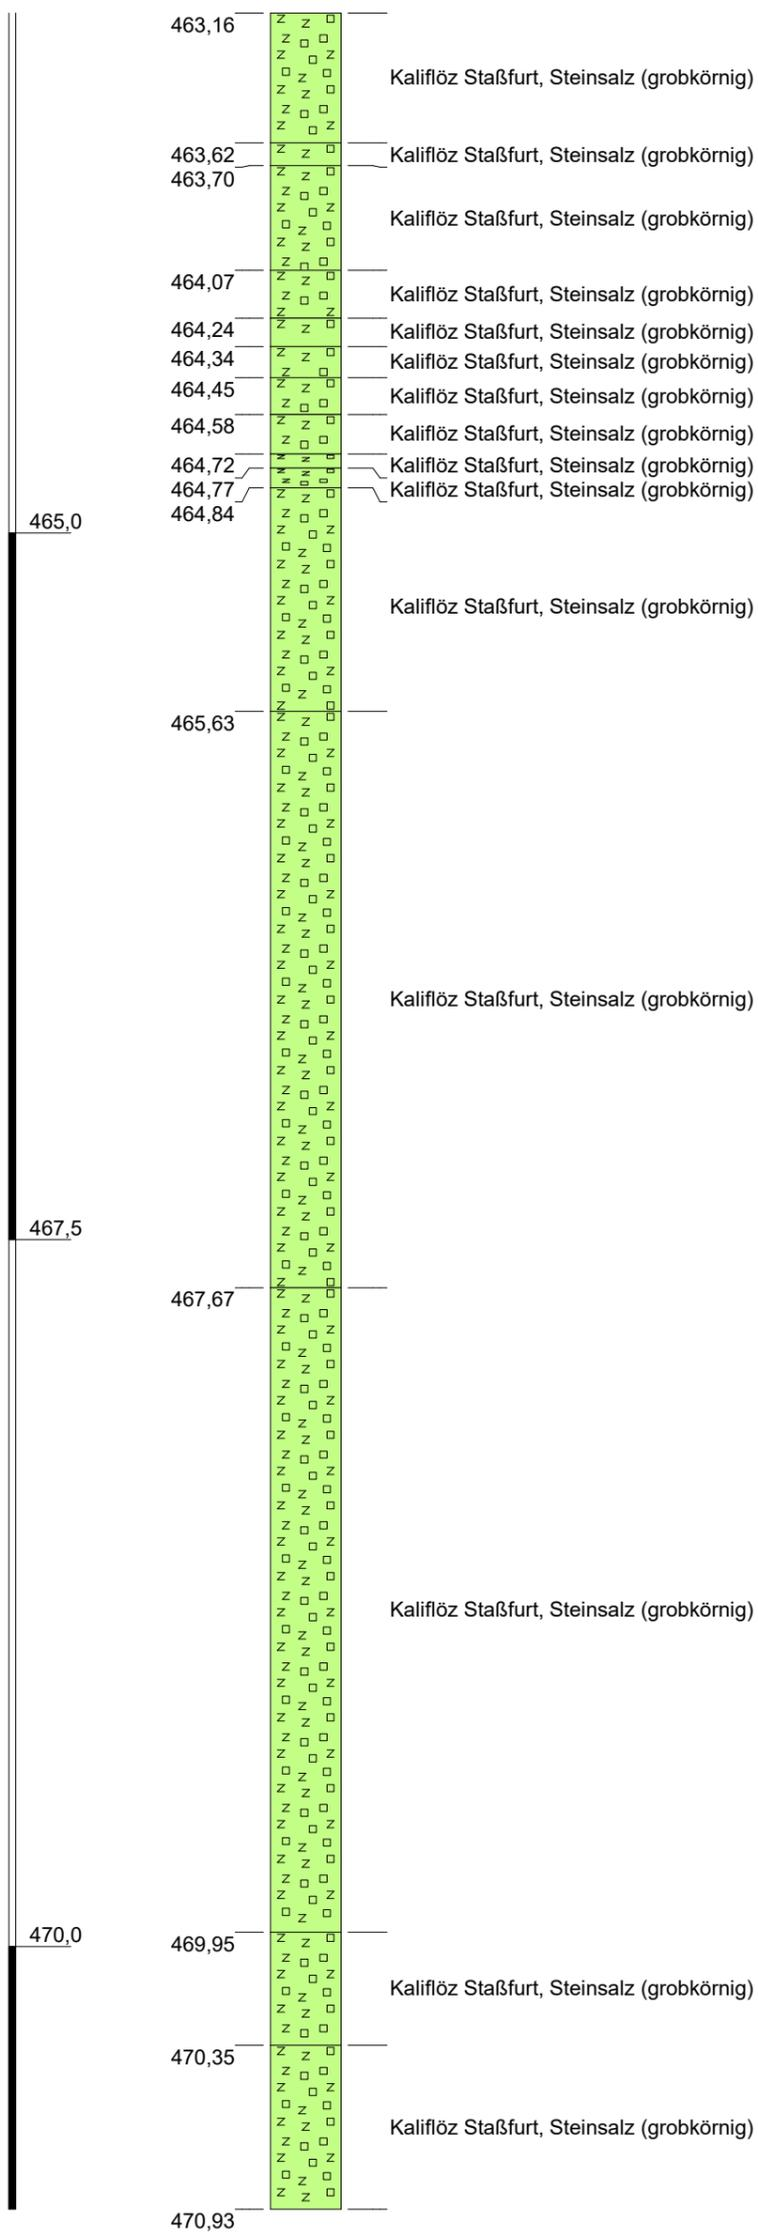 463,16
Kaliflöz Staßfurt, Steinsalz (grobkörnig)
463,62
Kaliflöz Staßfurt, Steinsalz (grobkörnig)
463,70
Kaliflöz Staßfurt, Steinsalz (grobkörnig)
464,07
Kaliflöz Staßfurt, Steinsalz (grobkörnig)
464,24
Kaliflöz Staßfurt, Steinsalz (grobkörnig)
464,34
Kaliflöz Staßfurt, Steinsalz (grobkörnig)
464,45
Kaliflöz Staßfurt, Steinsalz (grobkörnig)
464,58
Kaliflöz Staßfurt, Steinsalz (grobkörnig)
464,72
Kaliflöz Staßfurt, Steinsalz (grobkörnig)
464,77
Kaliflöz Staßfurt, Steinsalz (grobkörnig)
464,84
465,0
Kaliflöz Staßfurt, Steinsalz (grobkörnig)
465,63
Kaliflöz Staßfurt, Steinsalz (grobkörnig)
467,5
467,67
Kaliflöz Staßfurt, Steinsalz (grobkörnig)
470,0
469,95
Kaliflöz Staßfurt, Steinsalz (grobkörnig)
470,35
Kaliflöz Staßfurt, Steinsalz (grobkörnig)
470,93